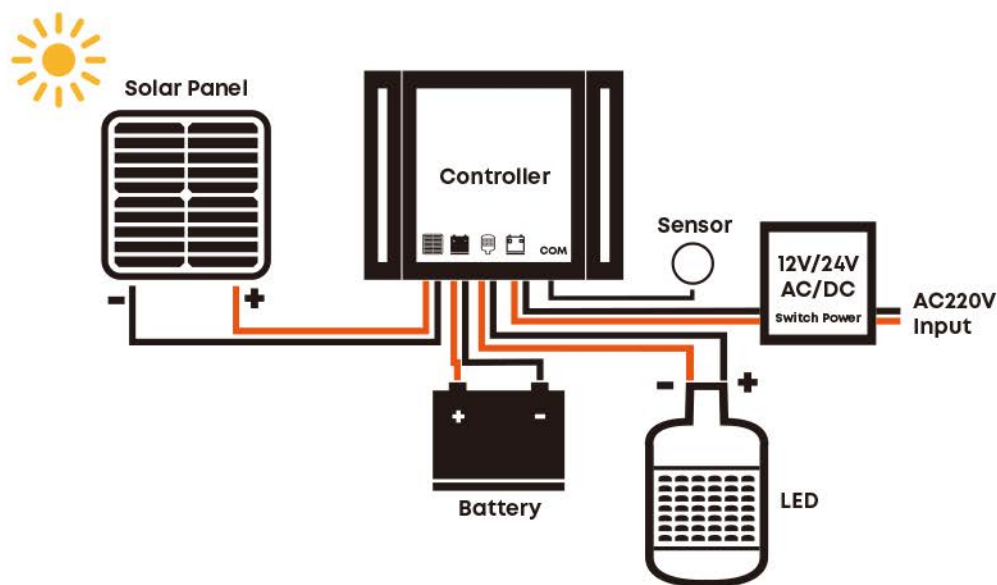 Solar Panel
Controller
COM
Sensor
12V/24V
AC/DC
Switch Power
AC220V
Input
- +
- +
+ -
Battery
LED